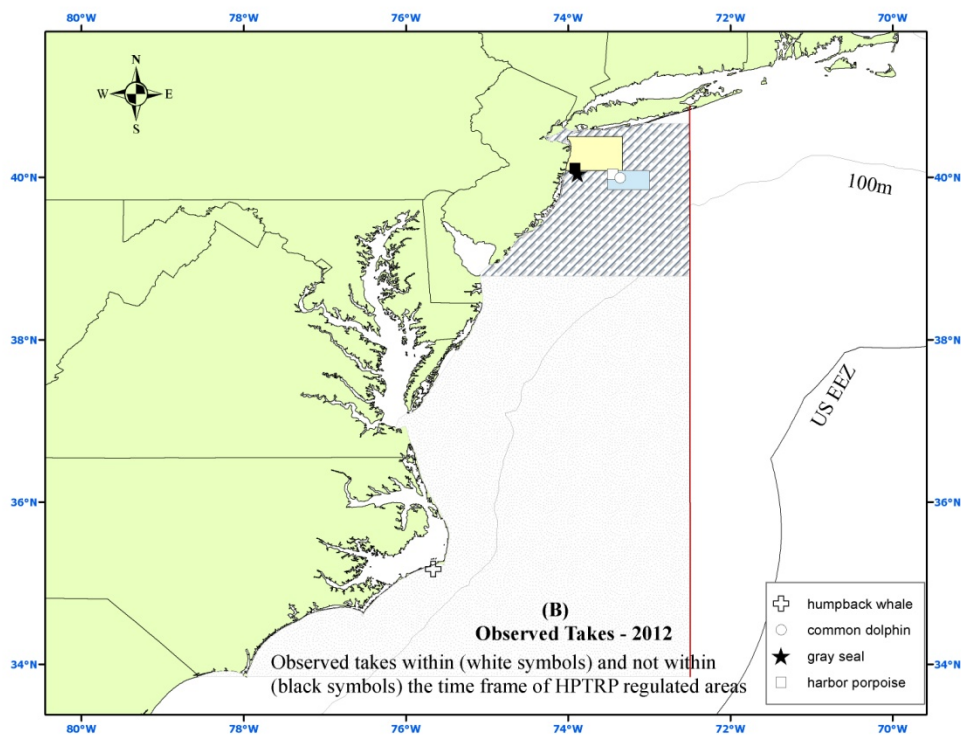 80°W 78°W 76°W 74°W 72°W 70°W
N
W E
S
40°N 40°N
100m
38°N 38°N
US EEZ
36°N 36°N
(B)
Observed Takes - 2012
Observed takes within (white symbols) and not within
(black symbols) the time frame of HPTRP regulated areas
humpback whale
common dolphin
gray seal
harbor porpoise
34°N 34°N
80°W 78°W 76°W 74°W 72°W 70°W